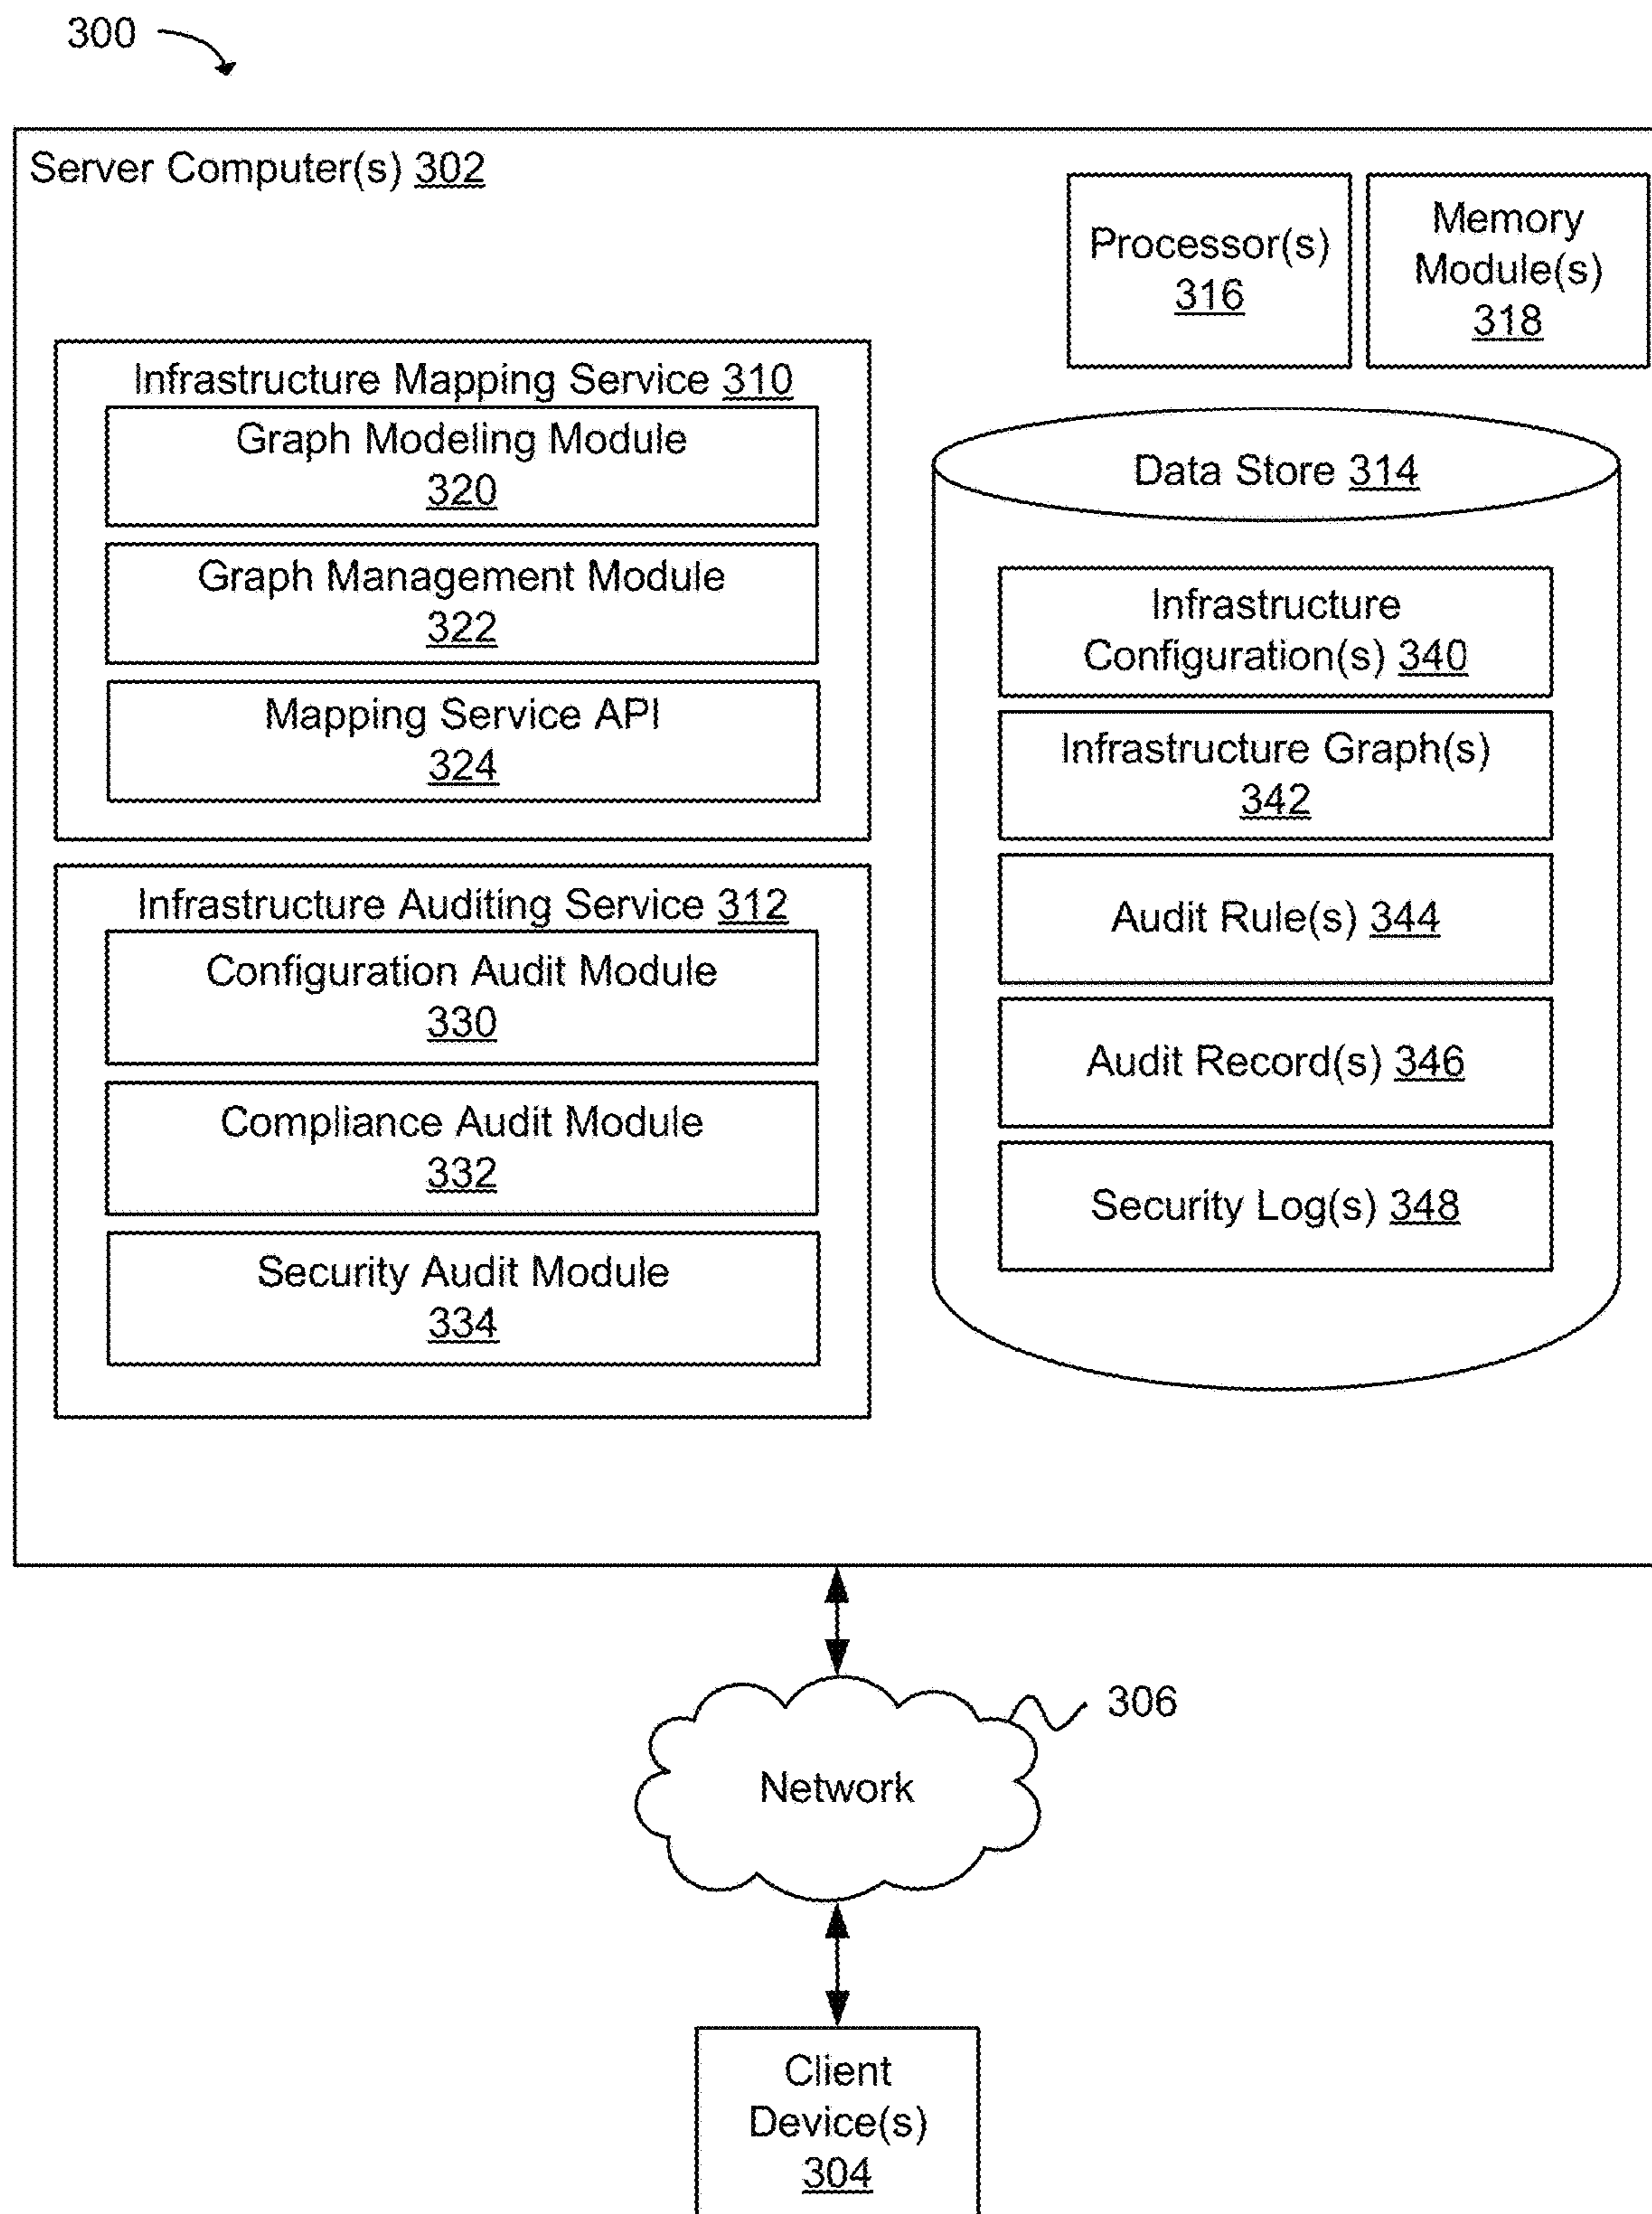 300
Server Computer(s) 302
Processor(s)
316
Memory
Module(s)
318
Infrastructure Mapping Service 310
Graph Modeling Module
320
Graph Management Module
322
Mapping Service API
324
Infrastructure Auditing Service 312
Configuration Audit Module
330
Compliance Audit Module
332
Security Audit Module
334
Data Store 314
Infrastructure
Configuration(s) 340
Infrastructure Graph(s)
342
Audit Rule(s) 344
Audit Record(s) 346
Security Log(s) 348
306
Network
Client
Device(s)
304